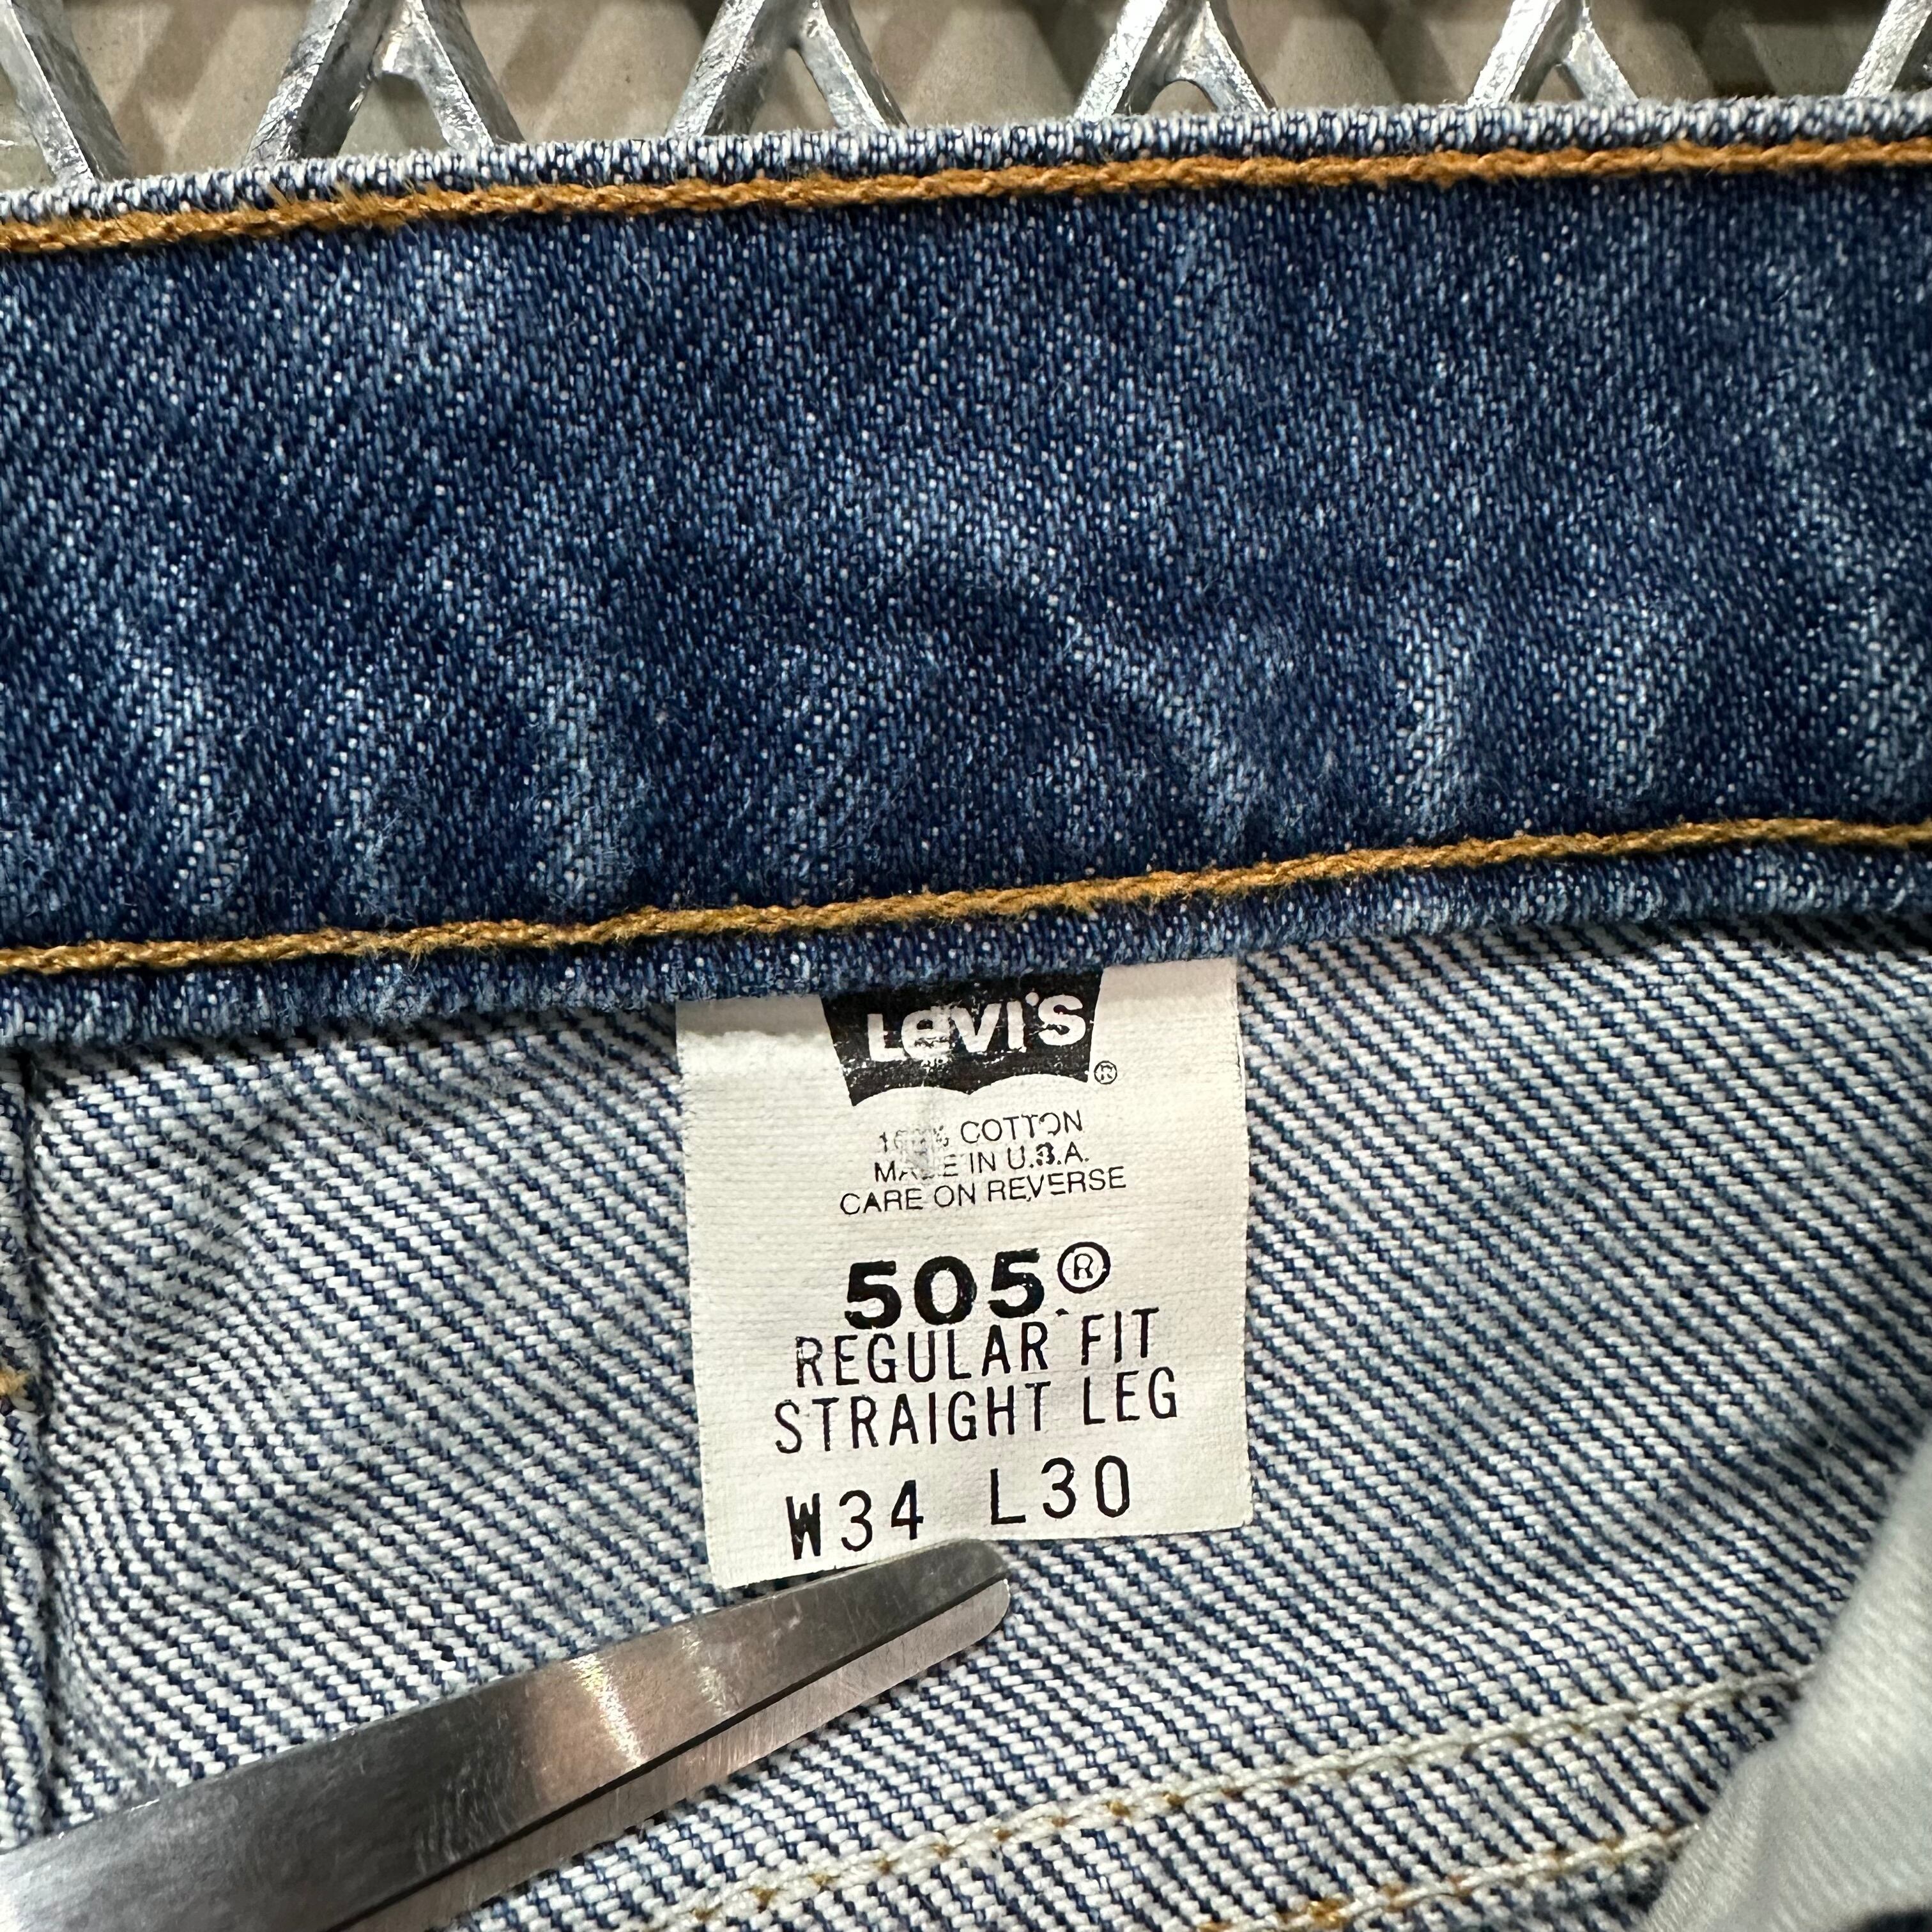 Levi's ®
100% COTTON
MADE IN U.S.A.
CARE ON REVERSE
505®
REGULAR FIT
STRAIGHT LEG
W34 L30